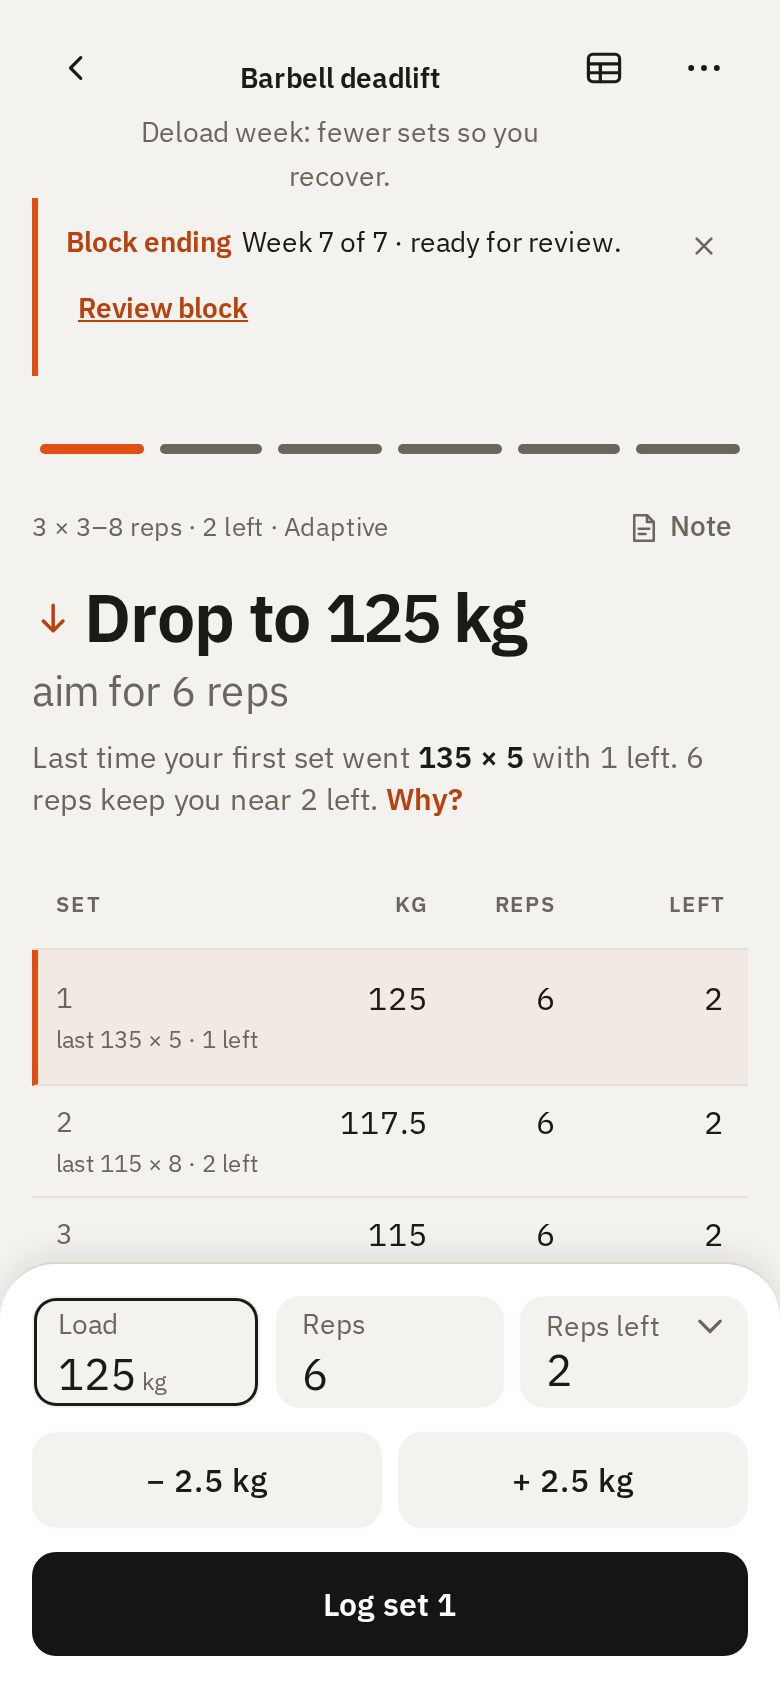 Barbell deadlift
Deload week: fewer sets so you
recover.
Block ending Week 7 of 7 · ready for review.
Review block
3 × 3–8 reps · 2 left · Adaptive
Note
Drop to 125 kg
aim for 6 reps
Last time your first set went 135 × 5 with 1 left. 6
reps keep you near 2 left. Why?
SET KG REPS LEFT
1 125 6 2
last 135 × 5 · 1 left
2 117.5 6 2
last 115 × 8 · 2 left
3 115 6 2
Load Reps Reps left
125 kg 6 2
− 2.5 kg + 2.5 kg
Log set 1